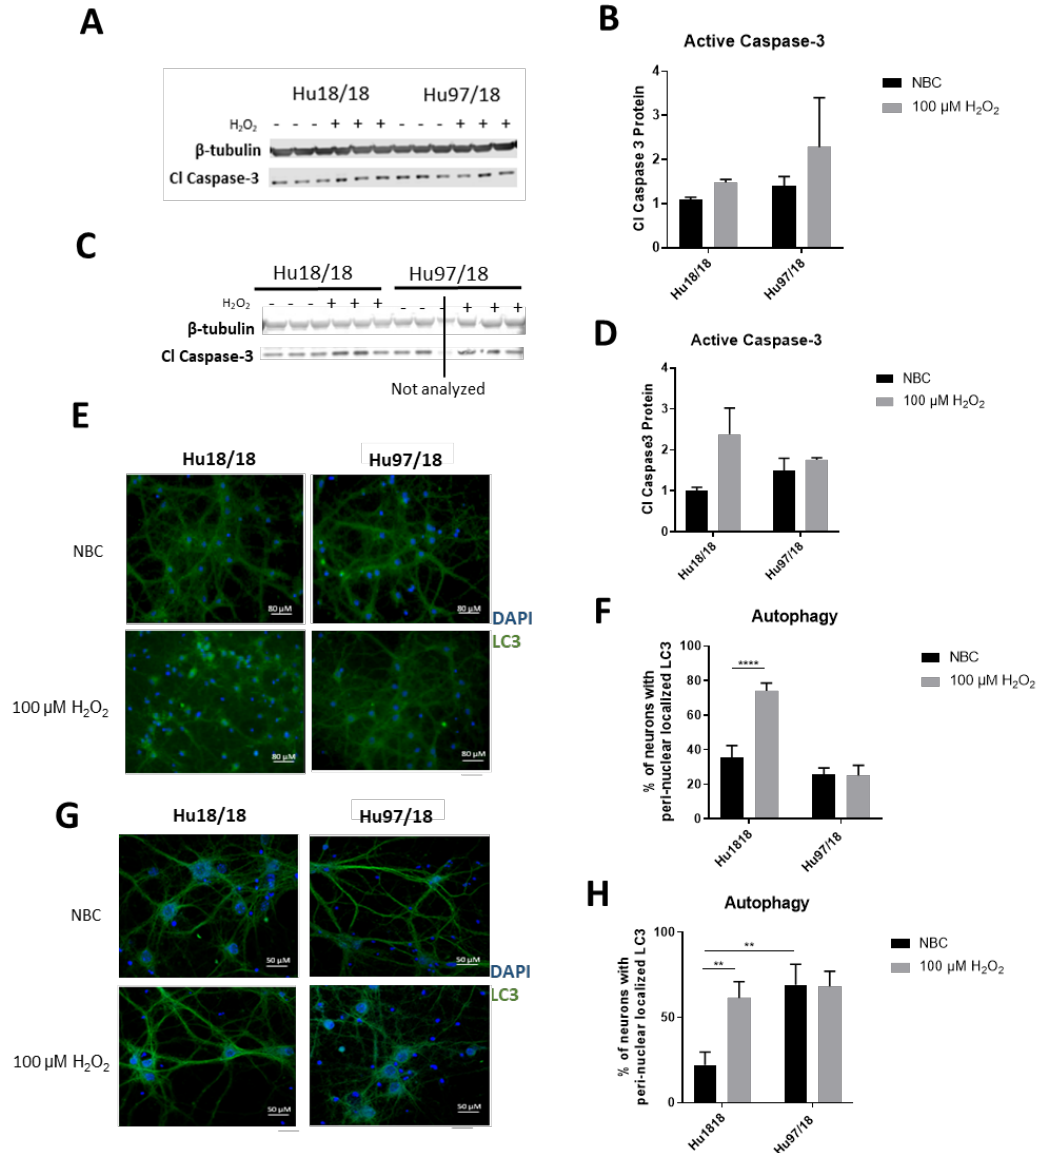 A
Hu18/18 Hu97/18
H₂O₂ - - - + + + - - - + + +
β-tubulin
Cl Caspase-3
B
Active Caspase-3
Cl Caspase 3 Protein
4
3
2
1
0
Hu18/18
Hu97/18
NBC
100 µM H₂O₂
C
Hu18/18 Hu97/18
H₂O₂ - - - + + + - - - + + +
β-tubulin
Cl Caspase-3
Not analyzed
D
Active Caspase-3
Cl Caspase3 Protein
4
3
2
1
0
Hu18/18
Hu97/18
NBC
100 µM H₂O₂
E
Hu18/18 Hu97/18
NBC
80 µM
80 µM
DAPI
LC3
100 µM H₂O₂
80 µM
80 µM
F
Autophagy
% of neurons with
peri-nuclear localized LC3
100
80
60
40
20
0
****
Hu1818
Hu97/18
NBC
100 µM H₂O₂
G
Hu18/18 Hu97/18
NBC
50 µM
50 µM
DAPI
LC3
100 µM H₂O₂
50 µM
50 µM
H
Autophagy
% of neurons with
peri-nuclear localized LC3
100
50
0
**
**
Hu1818
Hu97/18
NBC
100 µM H₂O₂